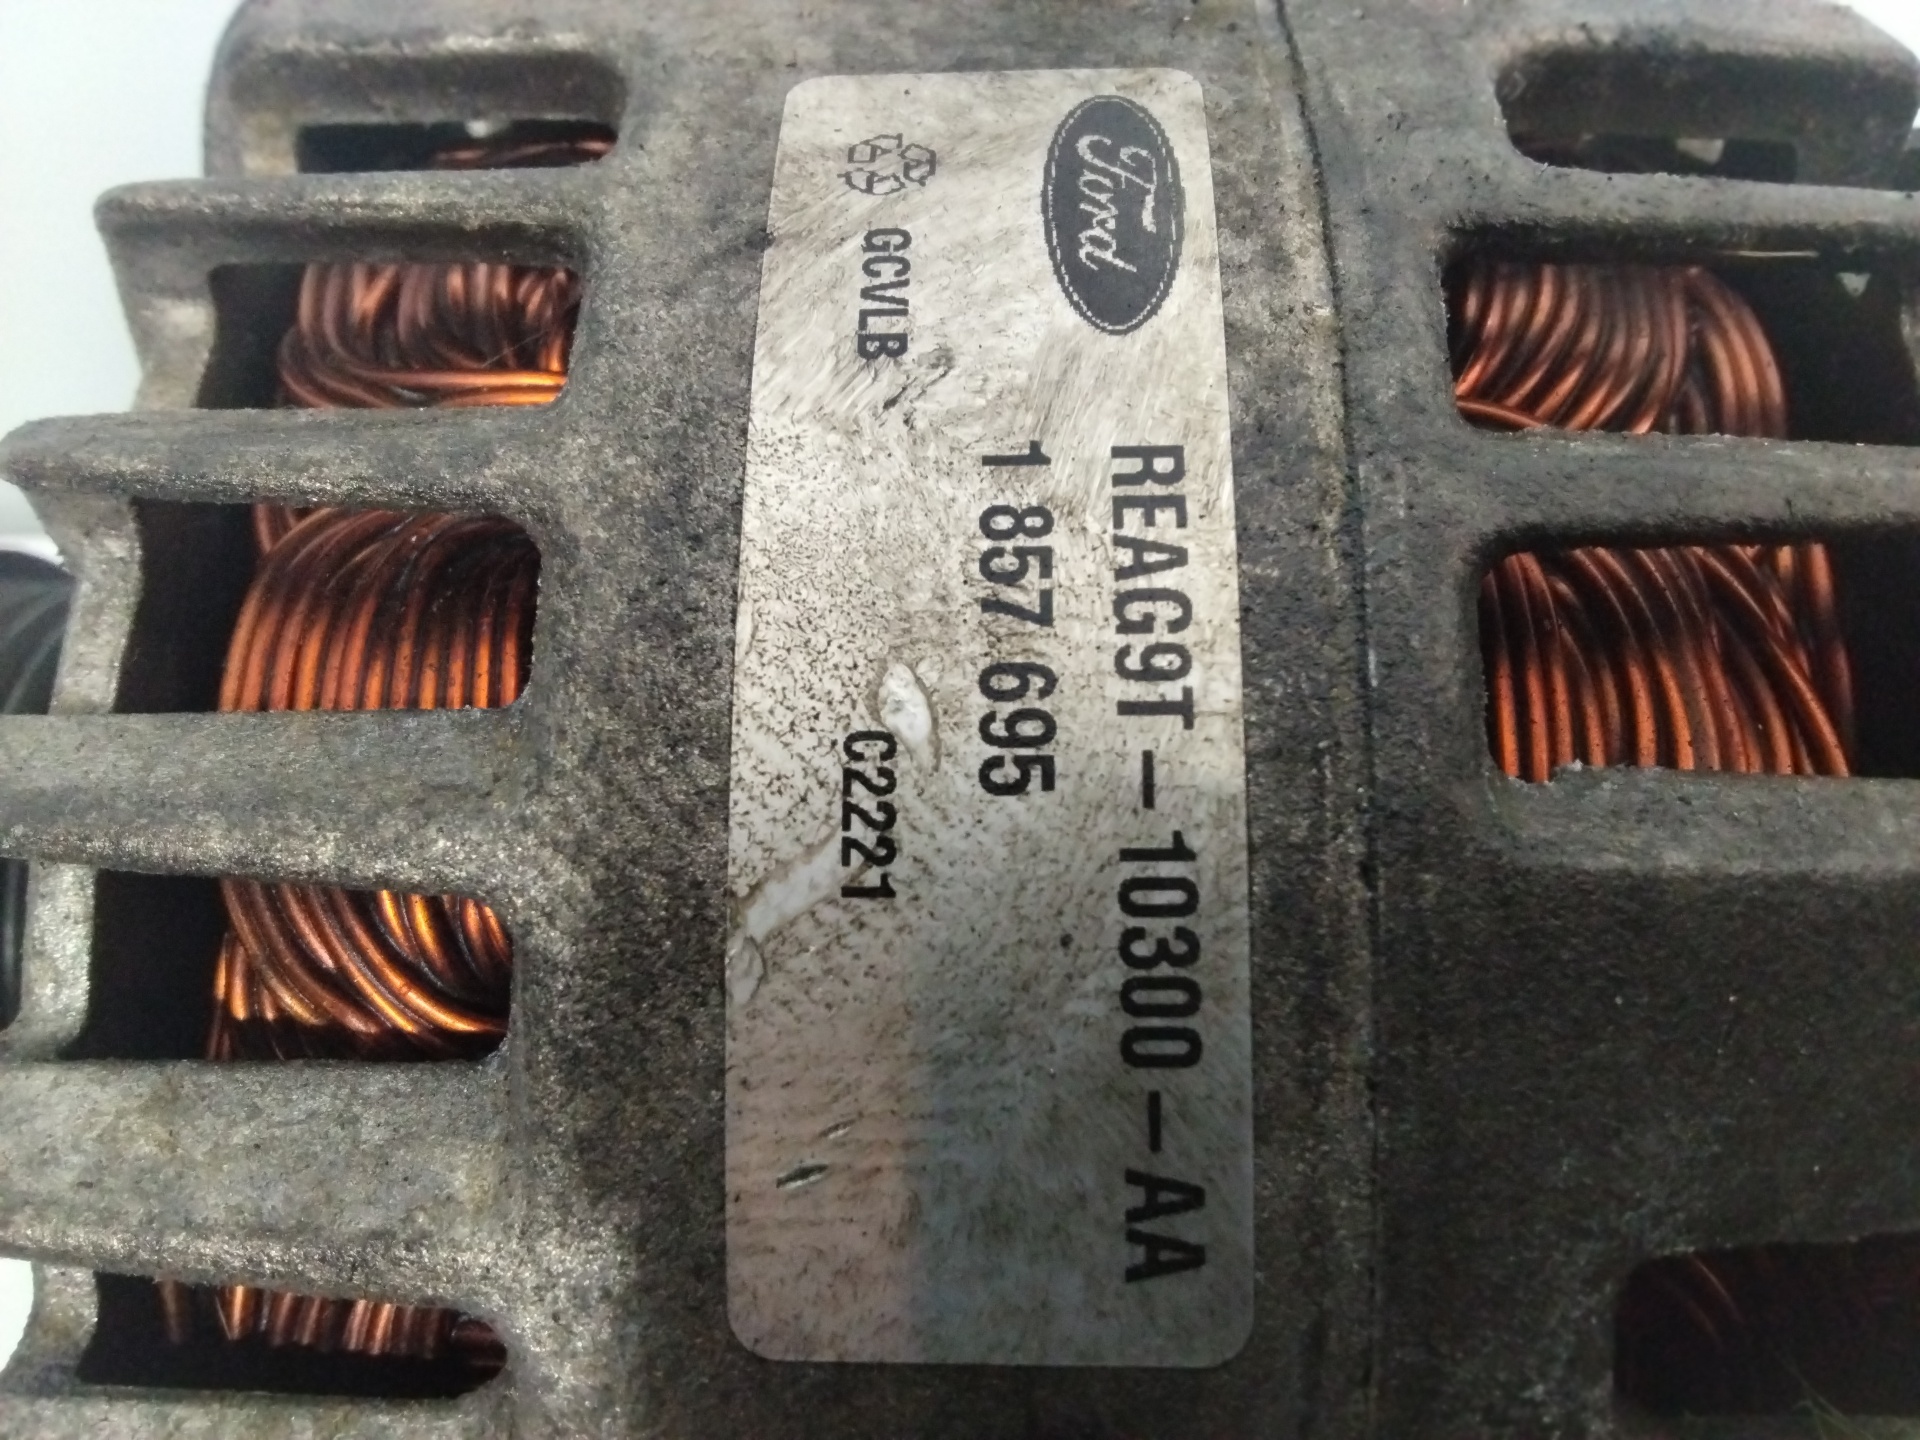 Ford
REAG9T-10300-AA
1 857 695
GCVLB
C2221